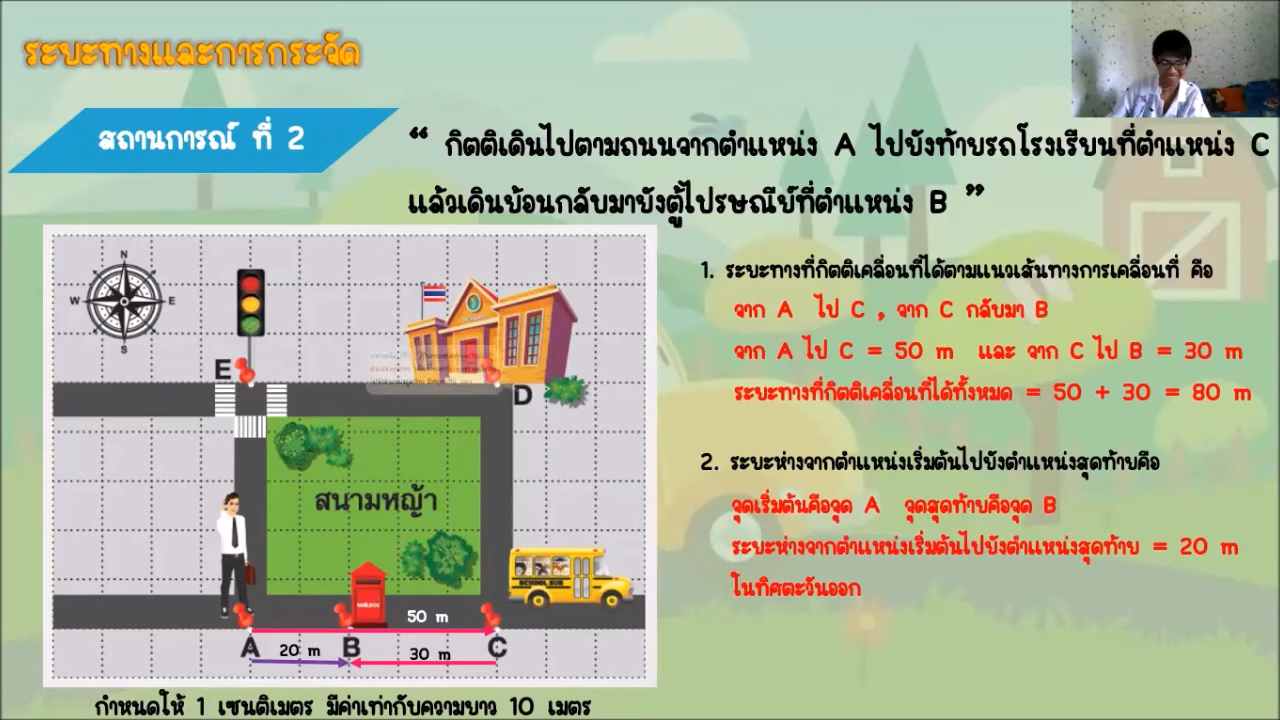 ระยะทางและการกระจัด
สถานการณ์ ที่ 2
“ กิตติเดินไปตามถนนจากตำแหน่ง A ไปยังท้ายรถโรงเรียนที่ตำแหน่ง C
แล้วเดินย้อนกลับมายังตู้ไปรษณีย์ที่ตำแหน่ง B ”
1. ระยะทางที่กิตติเคลื่อนที่ได้ตามแนวเส้นทางการเคลื่อนที่ คือ
จาก A ไป C , จาก C กลับมา B
จาก A ไป C = 50 m และ จาก C ไป B = 30 m
ระยะทางที่กิตติเคลื่อนที่ได้ทั้งหมด = 50 + 30 = 80 m
2. ระยะห่างจากตำแหน่งเริ่มต้นไปยังตำแหน่งสุดท้ายคือ
จุดเริ่มต้นคือจุด A จุดสุดท้ายคือจุด B
ระยะห่างจากตำแหน่งเริ่มต้นไปยังตำแหน่งสุดท้าย = 20 m
ในทิศตะวันออก
N
W E
S
E
D
สนามหญ้า
SCHOOL BUS
MAILBOX
50 m
A B C
20 m 30 m
กำหนดให้ 1 เซนติเมตร มีค่าเท่ากับความยาว 10 เมตร